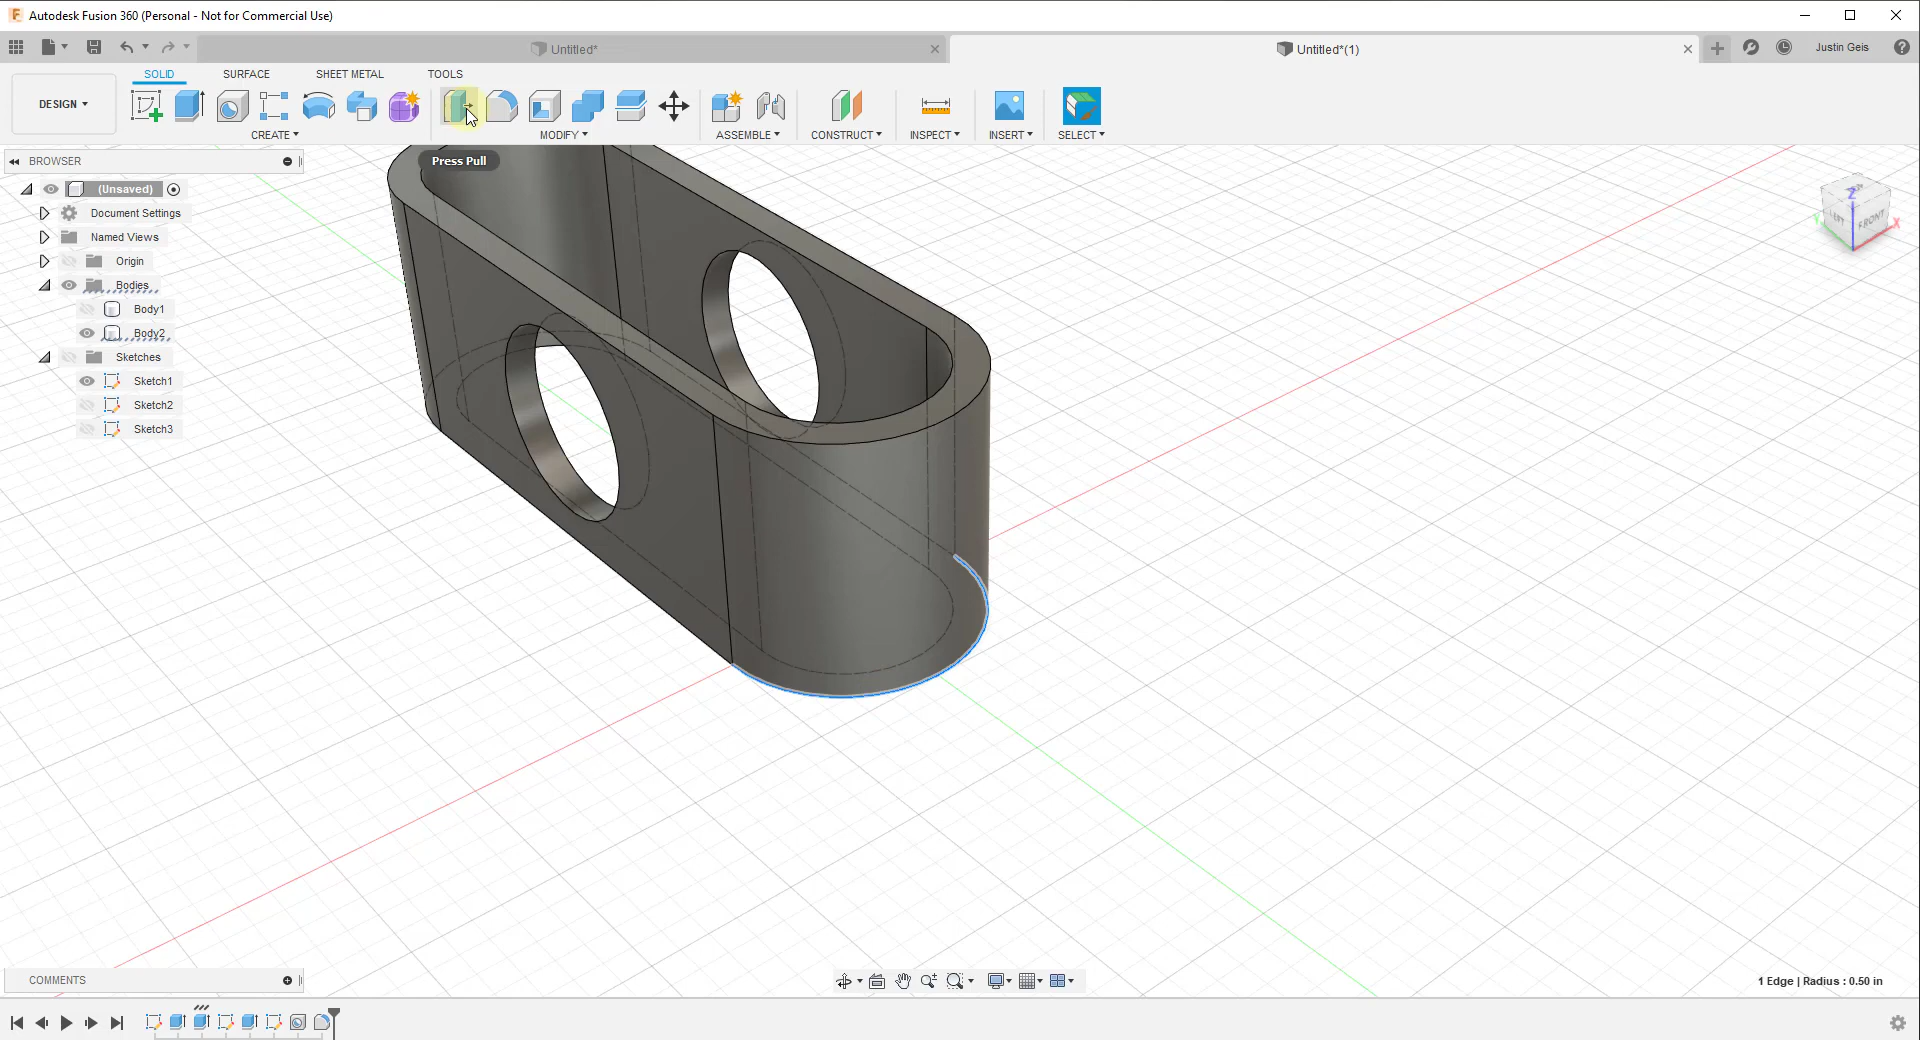 Autodesk Fusion 360 (Personal - Not for Commercial Use)
Untitled*
Untitled*(1)
Justin Geis
DESIGN
SOLID
SURFACE
SHEET METAL
TOOLS
CREATE
MODIFY
ASSEMBLE
CONSTRUCT
INSPECT
INSERT
SELECT
BROWSER
Press Pull
(Unsaved)
Document Settings
Named Views
Origin
Bodies
Body1
Body2
Sketches
Sketch1
Sketch2
Sketch3
Z
LEFT
FRONT
Y
X
COMMENTS
1 Edge | Radius : 0.50 in